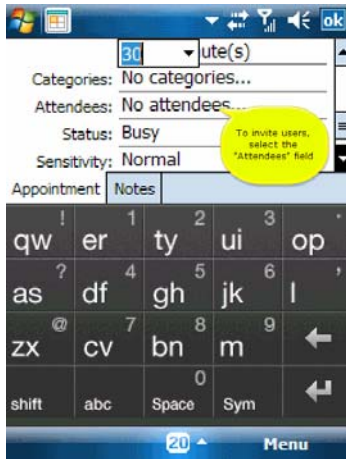 ok
30 ute(s)
Categories: No categories...
Attendees: No attendees...
Status: Busy
Sensitivity: Normal
To invite users,
select the
"Attendees" field
Appointment Notes
! 1 2 3 .
qw er ty ui op
? 4 5 6 ,
as df gh jk l
@ 7 8 9
zx cv bn m
0
shift abc Space Sym
20 Menu